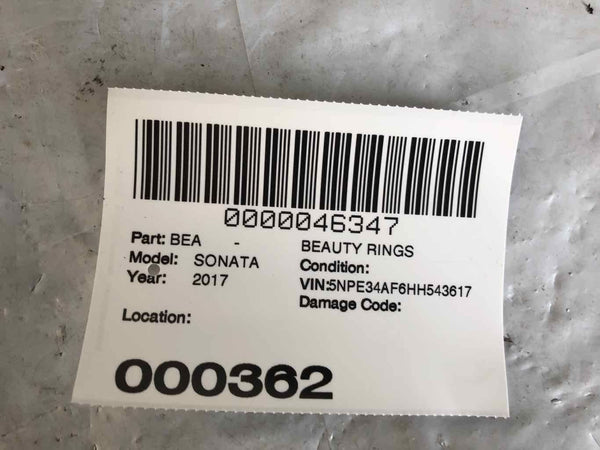 0000046347
Part: BEA - BEAUTY RINGS
Model: SONATA Condition:
Year: 2017 VIN:5NPE34AF6HH543617
Damage Code:
Location:
000362